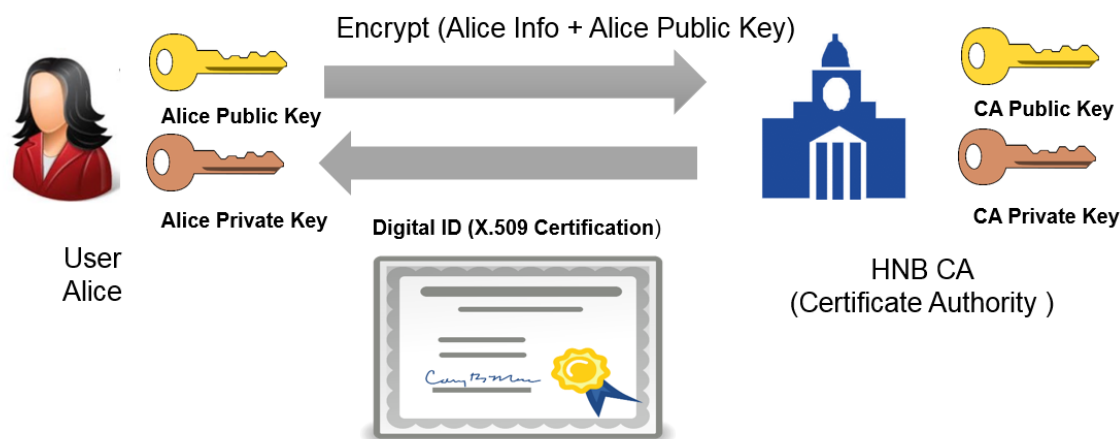 Encrypt (Alice Info + Alice Public Key)
Alice Public Key
CA Public Key
Alice Private Key
CA Private Key
Digital ID (X.509 Certification)
User
Alice
HNB CA
(Certificate Authority )